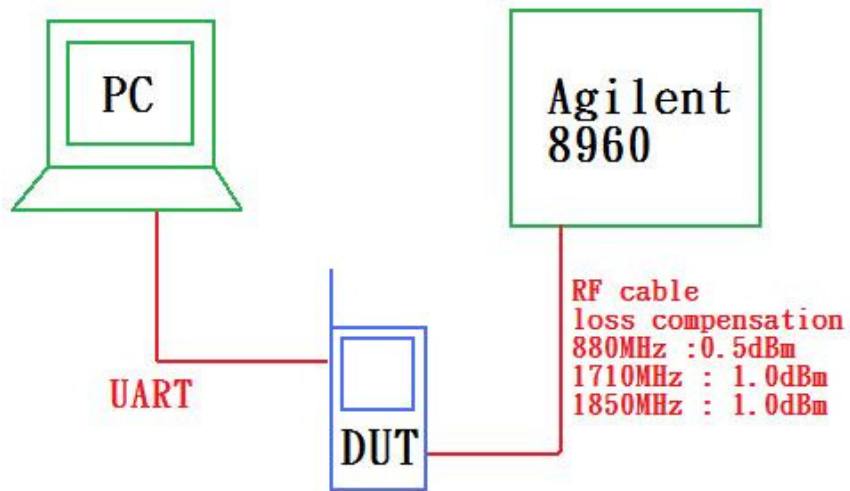 PC
Agilent
8960
RF cable
loss compensation
880MHz :0.5dBm
1710MHz : 1.0dBm
1850MHz : 1.0dBm
UART
DUT